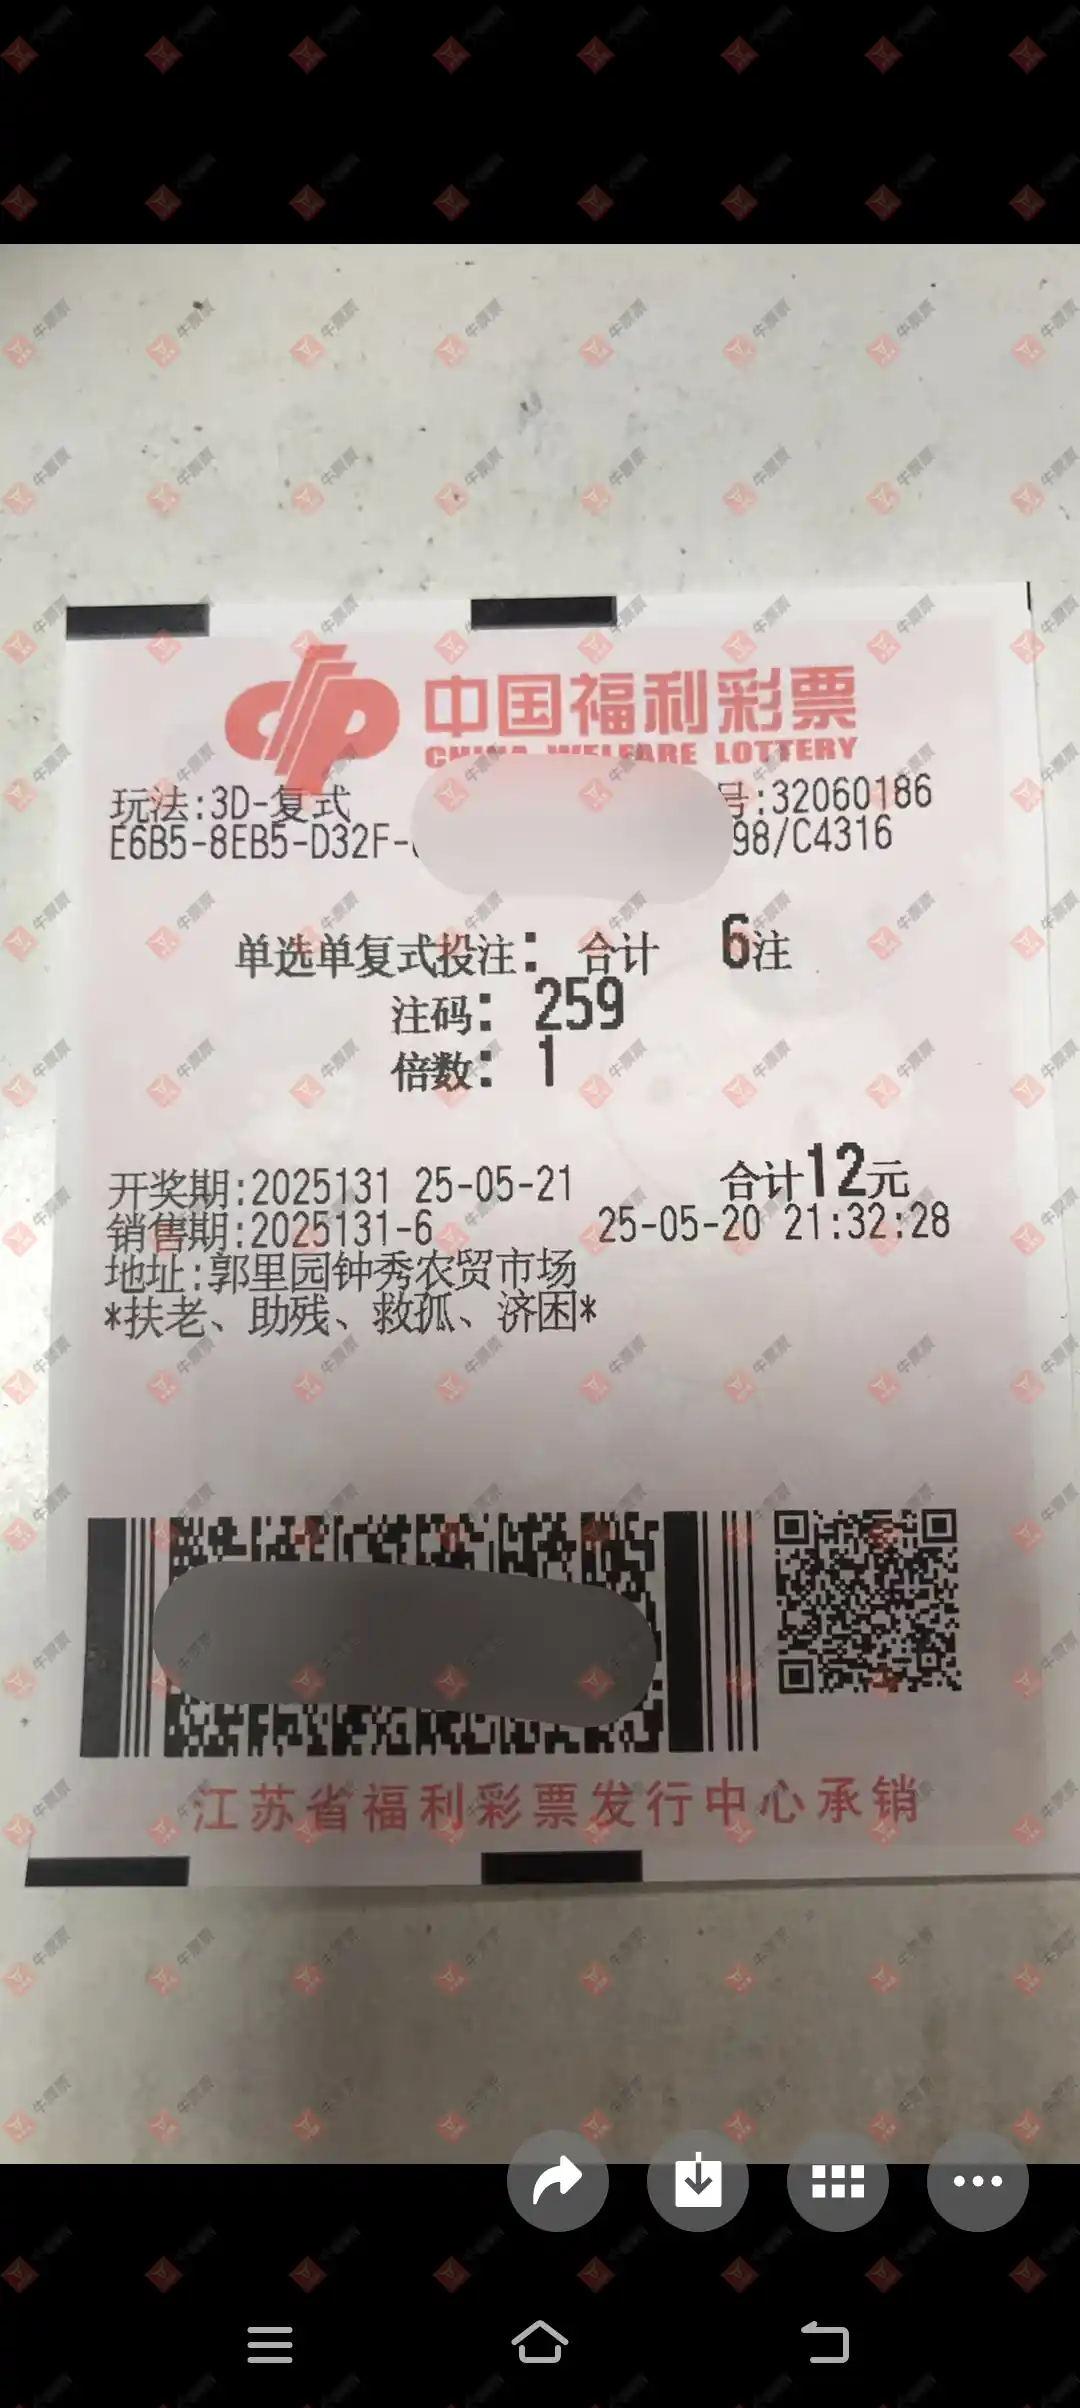 中国福利彩票
CHINA WELFARE LOTTERY
玩法:3D-复式 号:32060186
E6B5-8EB5-D32F- 98/C4316
单选单复式投注: 合计 6注
注码: 259
倍数: 1
开奖期:2025131 25-05-21 合计12元
销售期:2025131-6 25-05-20 21:32:28
地址:郭里园钟秀农贸市场
*扶老、助残、救孤、济困*
江苏省福利彩票发行中心承销
牛票票